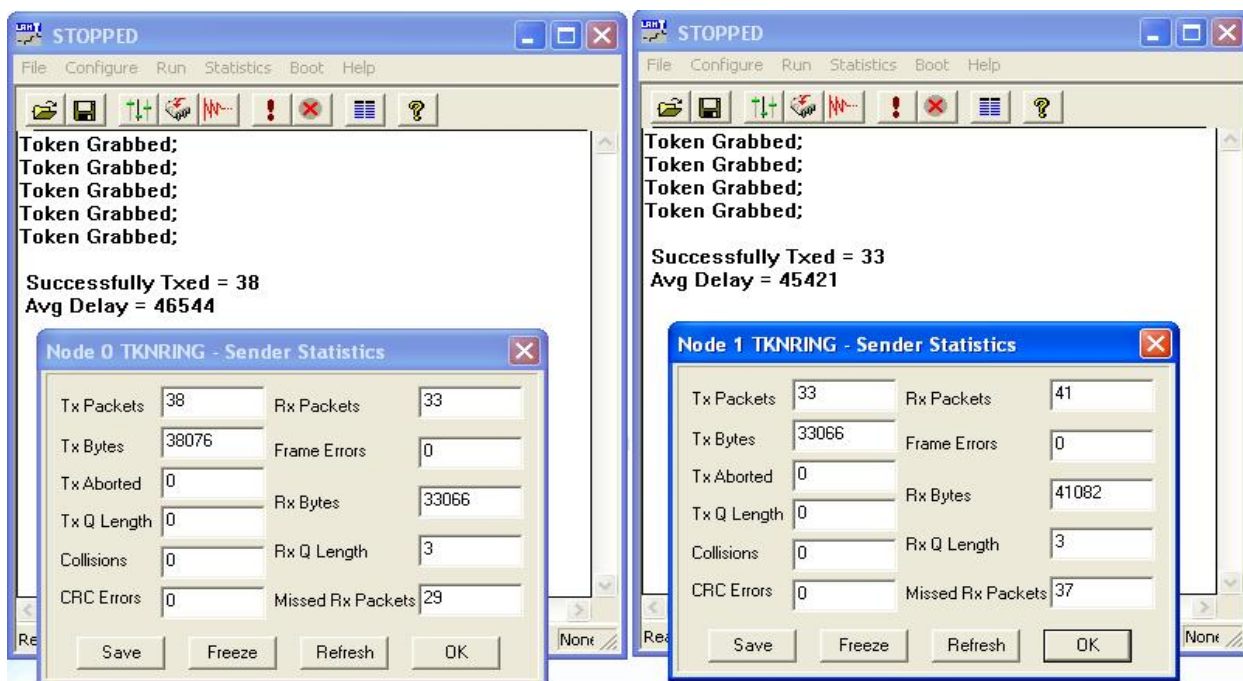 STOPPED
File Configure Run Statistics Boot Help
Token Grabbed;
Token Grabbed;
Token Grabbed;
Token Grabbed;
Token Grabbed;
Successfully Txed = 38
Avg Delay = 46544
Node 0 TKNRING - Sender Statistics
Tx Packets 38 Rx Packets 33
Tx Bytes 38076 Frame Errors 0
Tx Aborted 0
Rx Bytes 33066
Tx Q Length 0
Collisions 0 Rx Q Length 3
CRC Errors 0 Missed Rx Packets 29
Save Freeze Refresh OK
Re
STOPPED
File Configure Run Statistics Boot Help
Token Grabbed;
Token Grabbed;
Token Grabbed;
Token Grabbed;
Successfully Txed = 33
Avg Delay = 45421
Node 1 TKNRING - Sender Statistics
Tx Packets 33 Rx Packets 41
Tx Bytes 33066 Frame Errors 0
Tx Aborted 0
Rx Bytes 41082
Tx Q Length 0
Collisions 0 Rx Q Length 3
CRC Errors 0 Missed Rx Packets 37
Save Freeze Refresh OK
Rea